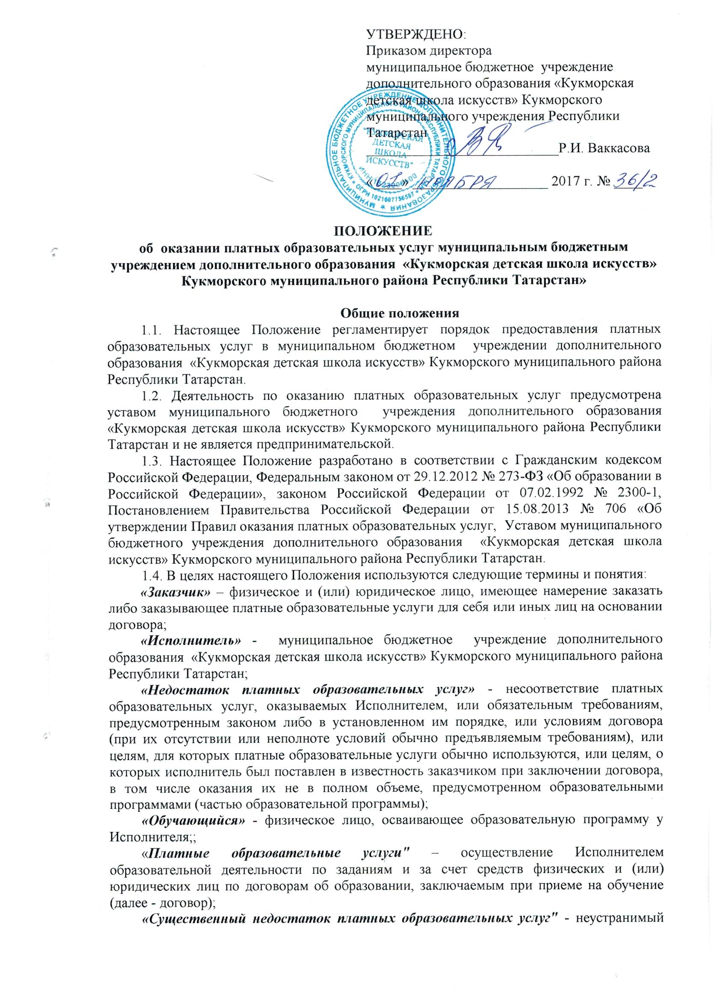 УТВЕРЖДЕНО:
Приказом директора
муниципальное бюджетное учреждение
дополнительного образования «Кукморская
детская школа искусств» Кукморского
муниципального учреждения Республики
Татарстан
Р.И. Ваккасова
«01» ноября 2017 г. № 36/2
МУНИЦИПАЛЬНОЕ БЮДЖЕТНОЕ УЧРЕЖДЕНИЕ ДОПОЛНИТЕЛЬНОГО ОБРАЗОВАНИЯ
КУКМОРСКОГО МУНИЦИПАЛЬНОГО РАЙОНА РЕСПУБЛИКИ ТАТАРСТАН
ОГРН 1021607756587
ИНН
"КУКМОРСКАЯ
ДЕТСКАЯ
ШКОЛА
ИСКУССТВ"
ПОЛОЖЕНИЕ
об оказании платных образовательных услуг муниципальным бюджетным
учреждением дополнительного образования «Кукморская детская школа искусств»
Кукморского муниципального района Республики Татарстан»
Общие положения
1.1. Настоящее Положение регламентирует порядок предоставления платных
образовательных услуг в муниципальном бюджетном учреждении дополнительного
образования «Кукморская детская школа искусств» Кукморского муниципального района
Республики Татарстан.
1.2. Деятельность по оказанию платных образовательных услуг предусмотрена
уставом муниципального бюджетного учреждения дополнительного образования
«Кукморская детская школа искусств» Кукморского муниципального района Республики
Татарстан и не является предпринимательской.
1.3. Настоящее Положение разработано в соответствии с Гражданским кодексом
Российской Федерации, Федеральным законом от 29.12.2012 № 273-ФЗ «Об образовании в
Российской Федерации», законом Российской Федерации от 07.02.1992 № 2300-1,
Постановлением Правительства Российской Федерации от 15.08.2013 № 706 «Об
утверждении Правил оказания платных образовательных услуг, Уставом муниципального
бюджетного учреждения дополнительного образования «Кукморская детская школа
искусств» Кукморского муниципального района Республики Татарстан.
1.4. В целях настоящего Положения используются следующие термины и понятия:
«Заказчик» – физическое и (или) юридическое лицо, имеющее намерение заказать
либо заказывающее платные образовательные услуги для себя или иных лиц на основании
договора;
«Исполнитель» - муниципальное бюджетное учреждение дополнительного
образования «Кукморская детская школа искусств» Кукморского муниципального района
Республики Татарстан;
«Недостаток платных образовательных услуг» - несоответствие платных
образовательных услуг, оказываемых Исполнителем, или обязательным требованиям,
предусмотренным законом либо в установленном им порядке, или условиям договора
(при их отсутствии или неполноте условий обычно предъявляемым требованиям), или
целям, для которых платные образовательные услуги обычно используются, или целям, о
которых исполнитель был поставлен в известность заказчиком при заключении договора,
в том числе оказания их не в полном объеме, предусмотренном образовательными
программами (частью образовательной программы);
«Обучающийся» - физическое лицо, осваивающее образовательную программу у
Исполнителя;;
«Платные образовательные услуги" – осуществление Исполнителем
образовательной деятельности по заданиям и за счет средств физических и (или)
юридических лиц по договорам об образовании, заключаемым при приеме на обучение
(далее - договор);
«Существенный недостаток платных образовательных услуг" - неустранимый